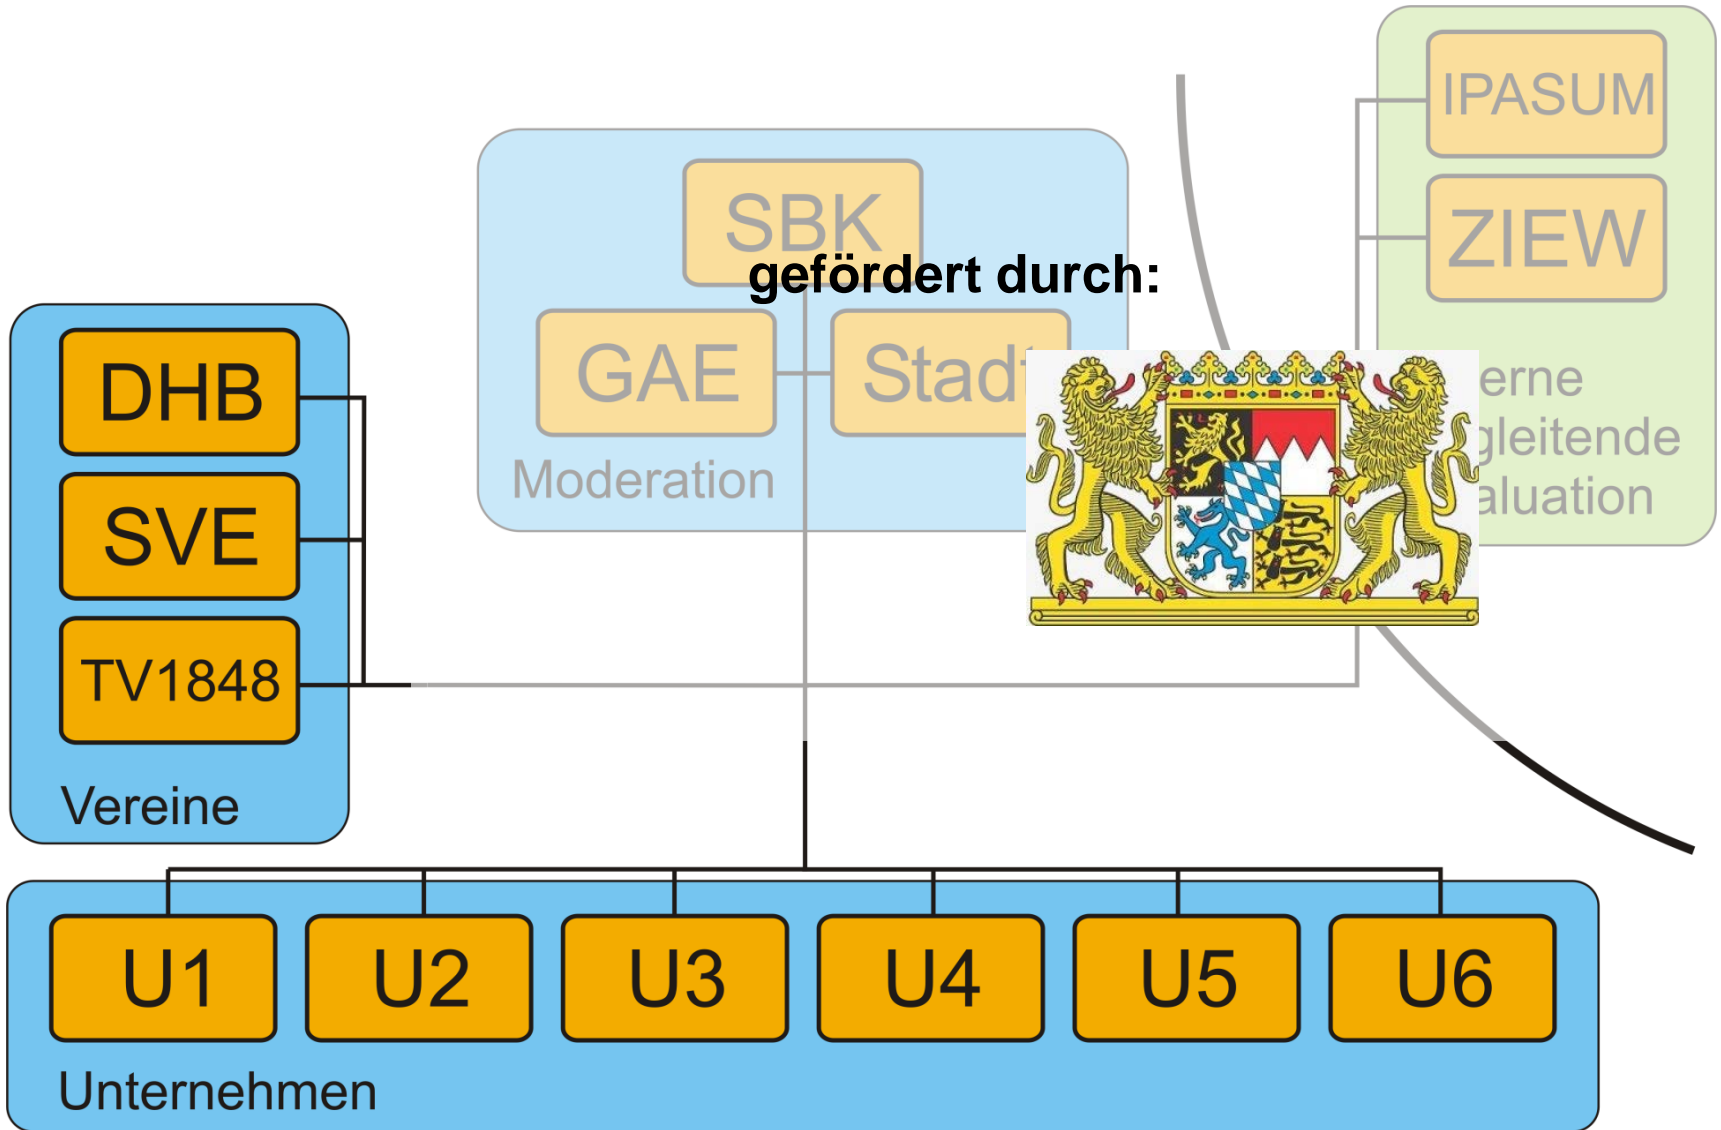 IPASUM
ZIEW
erne
gleitende
aluation
SBK
gefördert durch:
GAE
Stadt
Moderation
DHB
SVE
TV1848
Vereine
U1
U2
U3
U4
U5
U6
Unternehmen